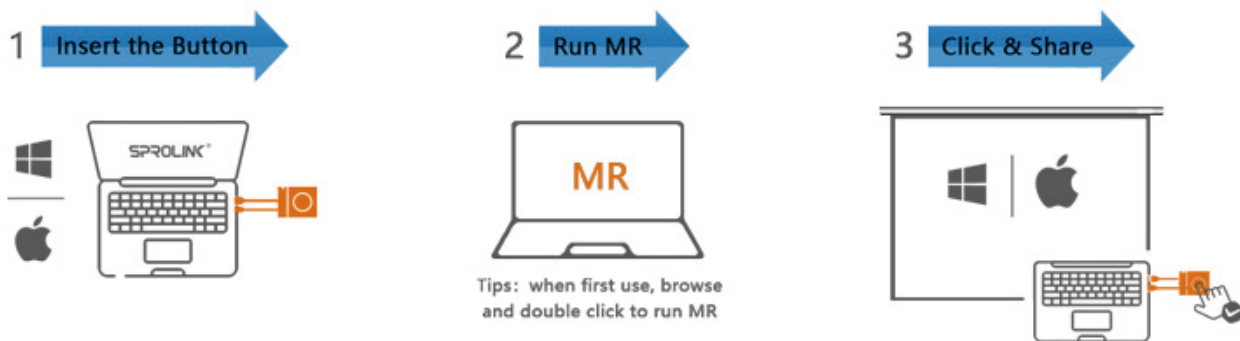 1 Insert the Button
2 Run MR
3 Click & Share
SPROLINK®
MR
Tips: when first use, browse
and double click to run MR